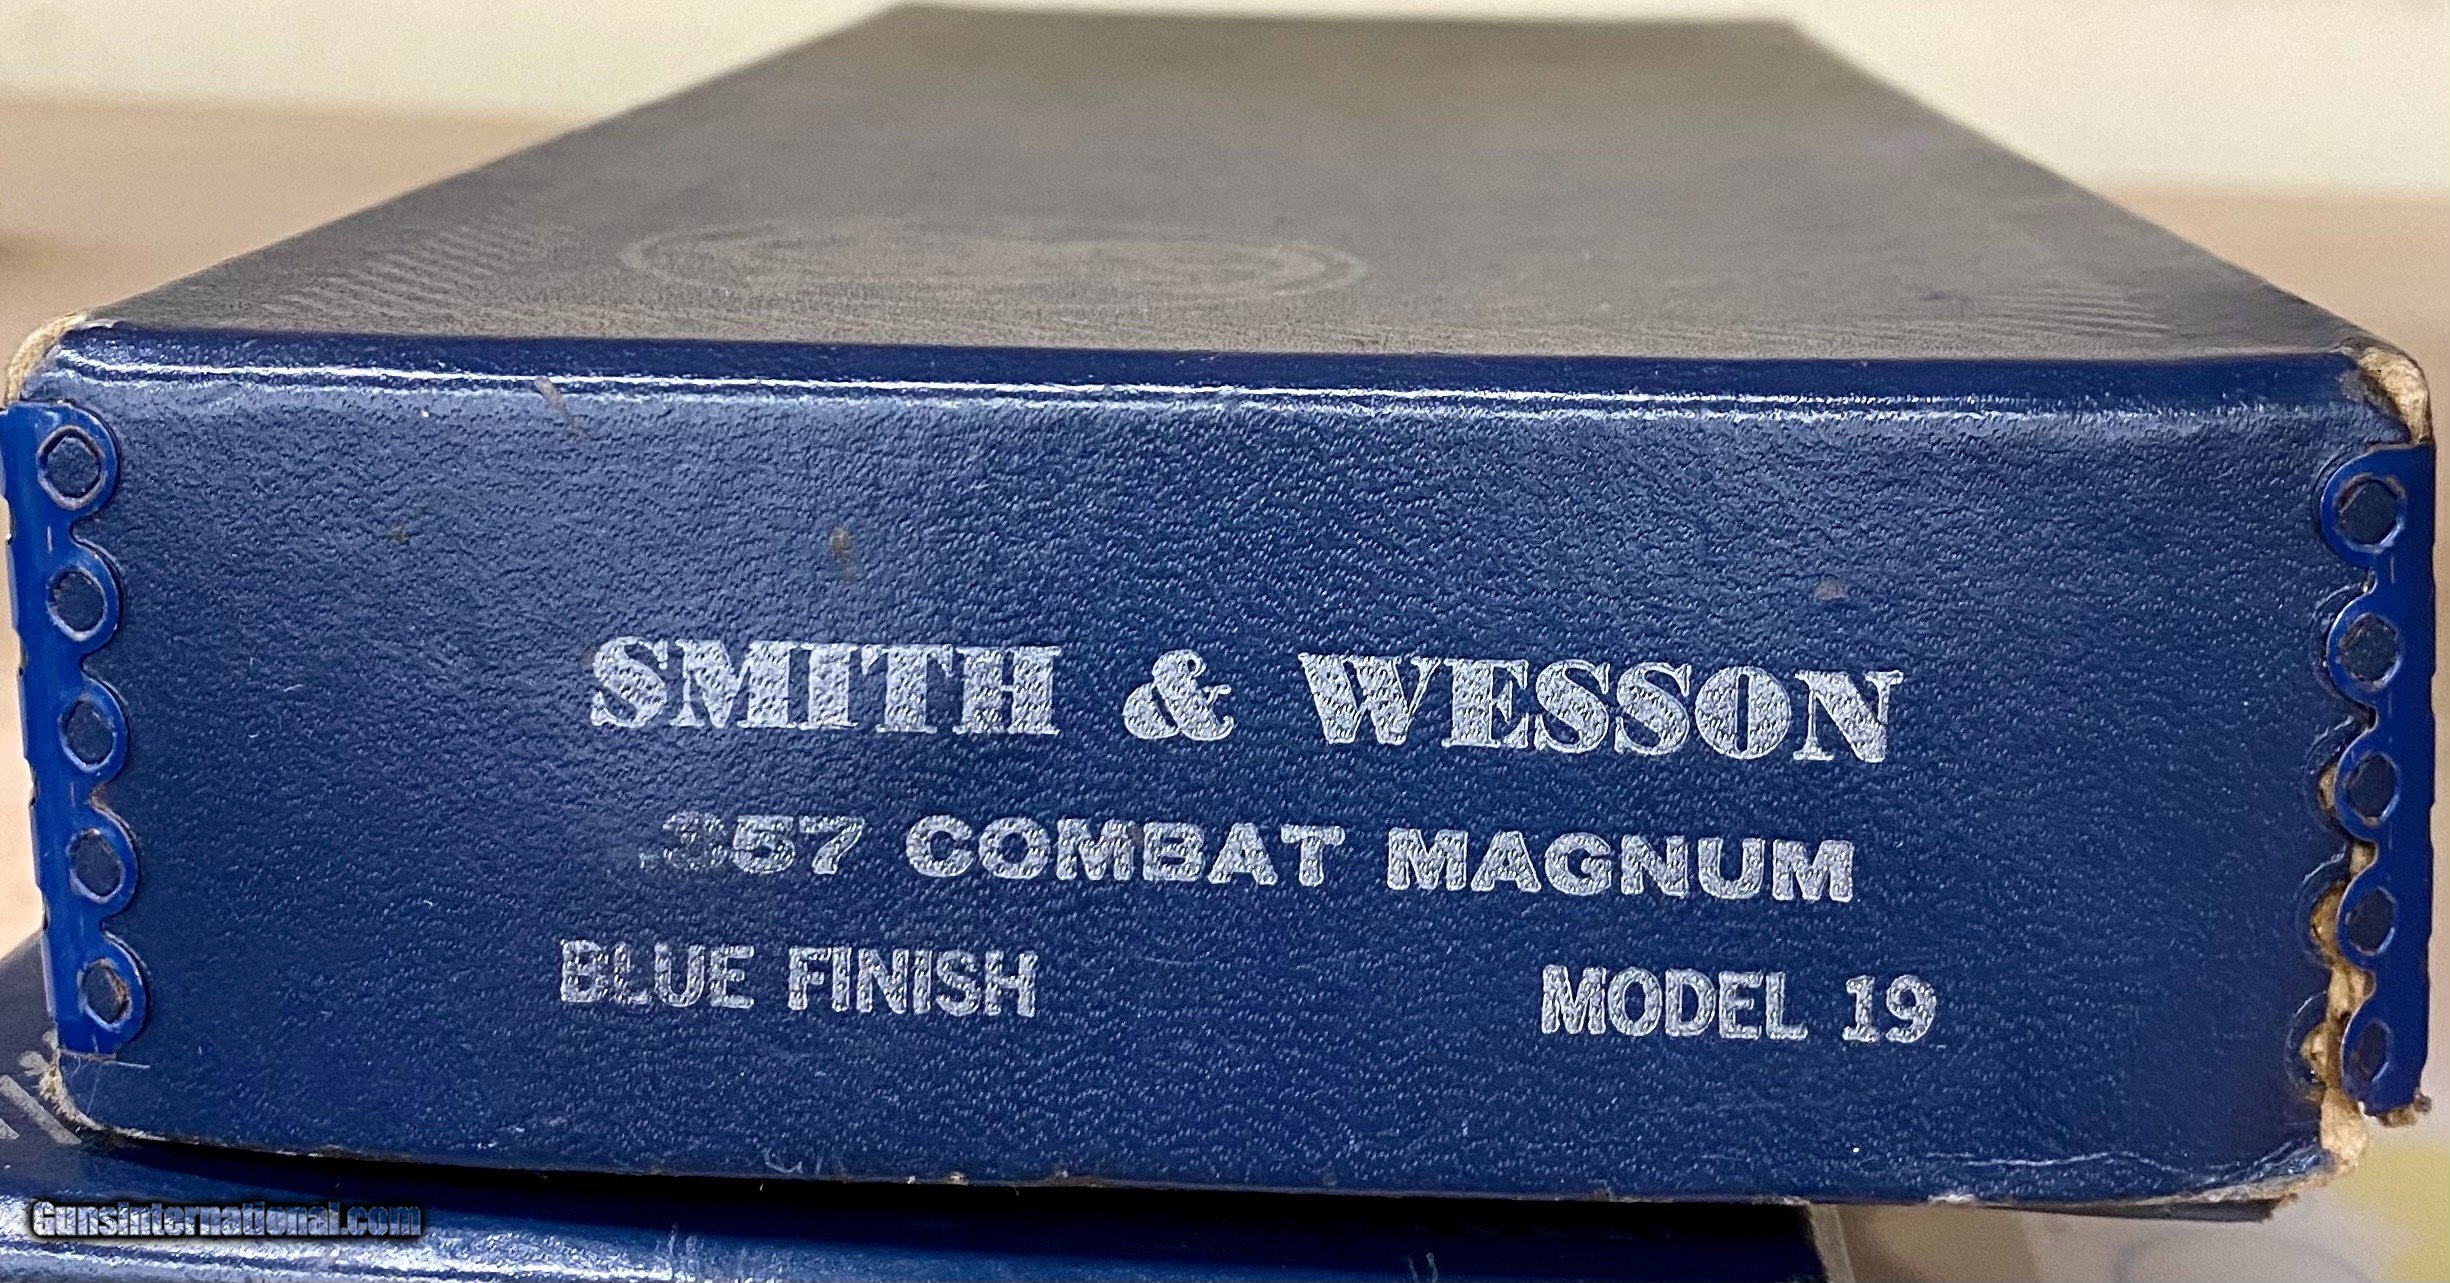 SMITH & WESSON
.357 COMBAT MAGNUM
BLUE FINISH MODEL 19
GunsInternational.com